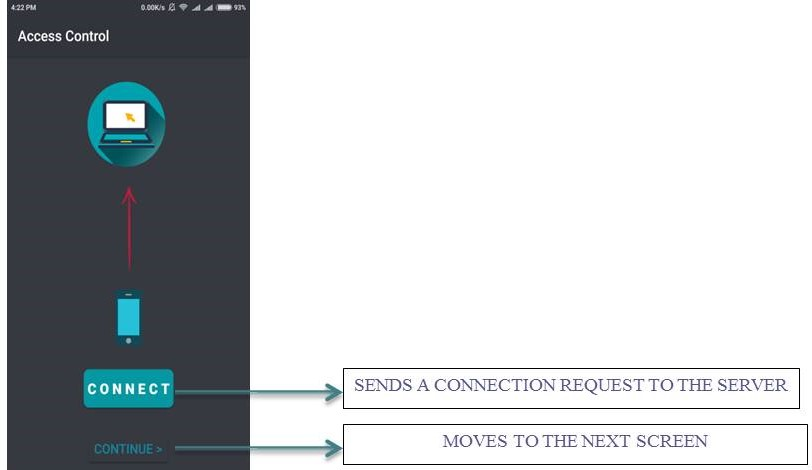 4:22 PM 0.00K/s 93%
Access Control
CONNECT
SENDS A CONNECTION REQUEST TO THE SERVER
CONTINUE >
MOVES TO THE NEXT SCREEN